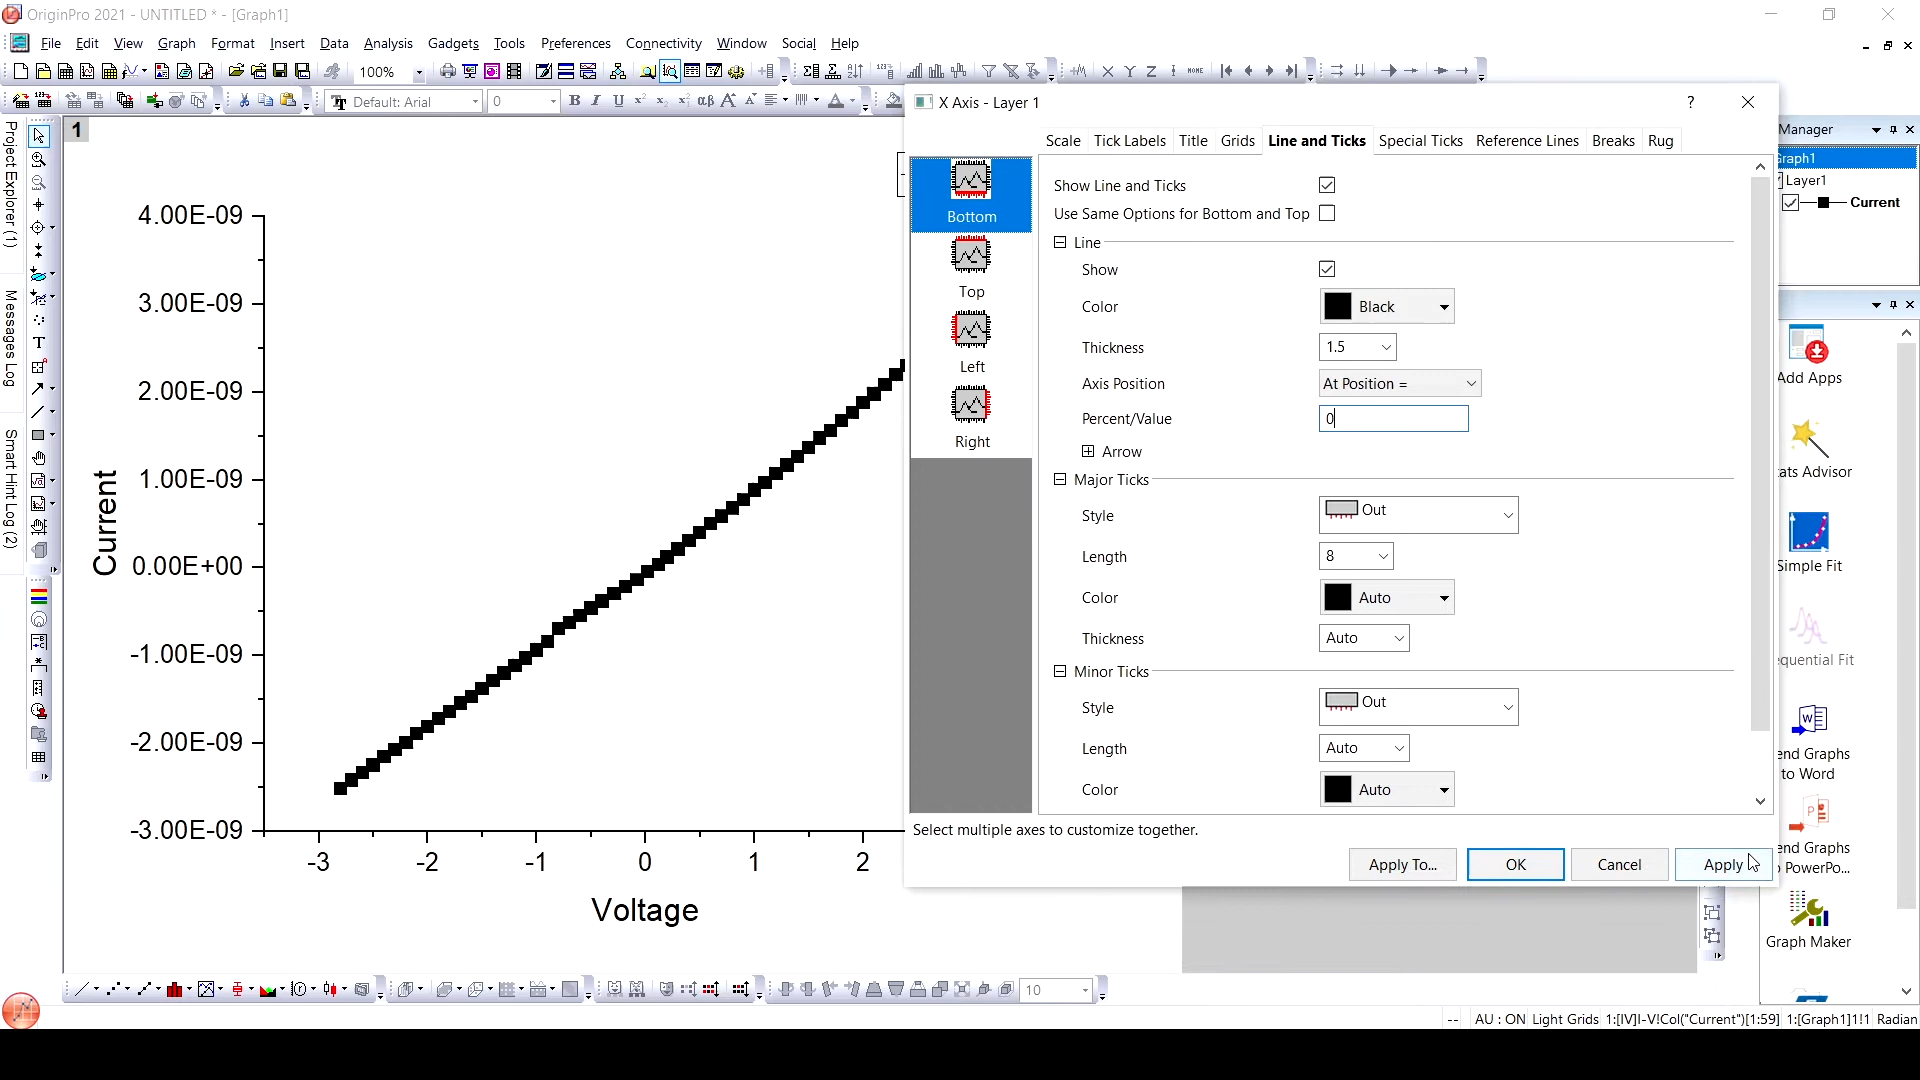 OriginPro 2021 - UNTITLED * - [Graph1]
File Edit View Graph Format Insert Data Analysis Gadgets Tools Preferences Connectivity Window Social Help
100%
Default: Arial 0 B I U
X Axis - Layer 1
Scale Tick Labels Title Grids Line and Ticks Special Ticks Reference Lines Breaks Rug
Bottom
Top
Left
Right
Show Line and Ticks
Use Same Options for Bottom and Top
Line
Show
Color Black
Thickness 1.5
Axis Position At Position =
Percent/Value 0
Arrow
Major Ticks
Style Out
Length 8
Color Auto
Thickness Auto
Minor Ticks
Style Out
Length Auto
Color Auto
Select multiple axes to customize together.
Apply To... OK Cancel Apply
Project Explorer (1)
Messages Log
Smart Hint Log (2)
1
4.00E-09
3.00E-09
2.00E-09
1.00E-09
0.00E+00
-1.00E-09
-2.00E-09
-3.00E-09
Current
-3 -2 -1 0 1 2
Voltage
Manager
Graph1
Layer1
Current
Add Apps
ats Advisor
Simple Fit
equential Fit
end Graphs
to Word
end Graphs
PowerPo...
Graph Maker
10
-- AU : ON Light Grids 1:[IV]I-V!Col("Current")[1:59] 1:[Graph1]1!1 Radian